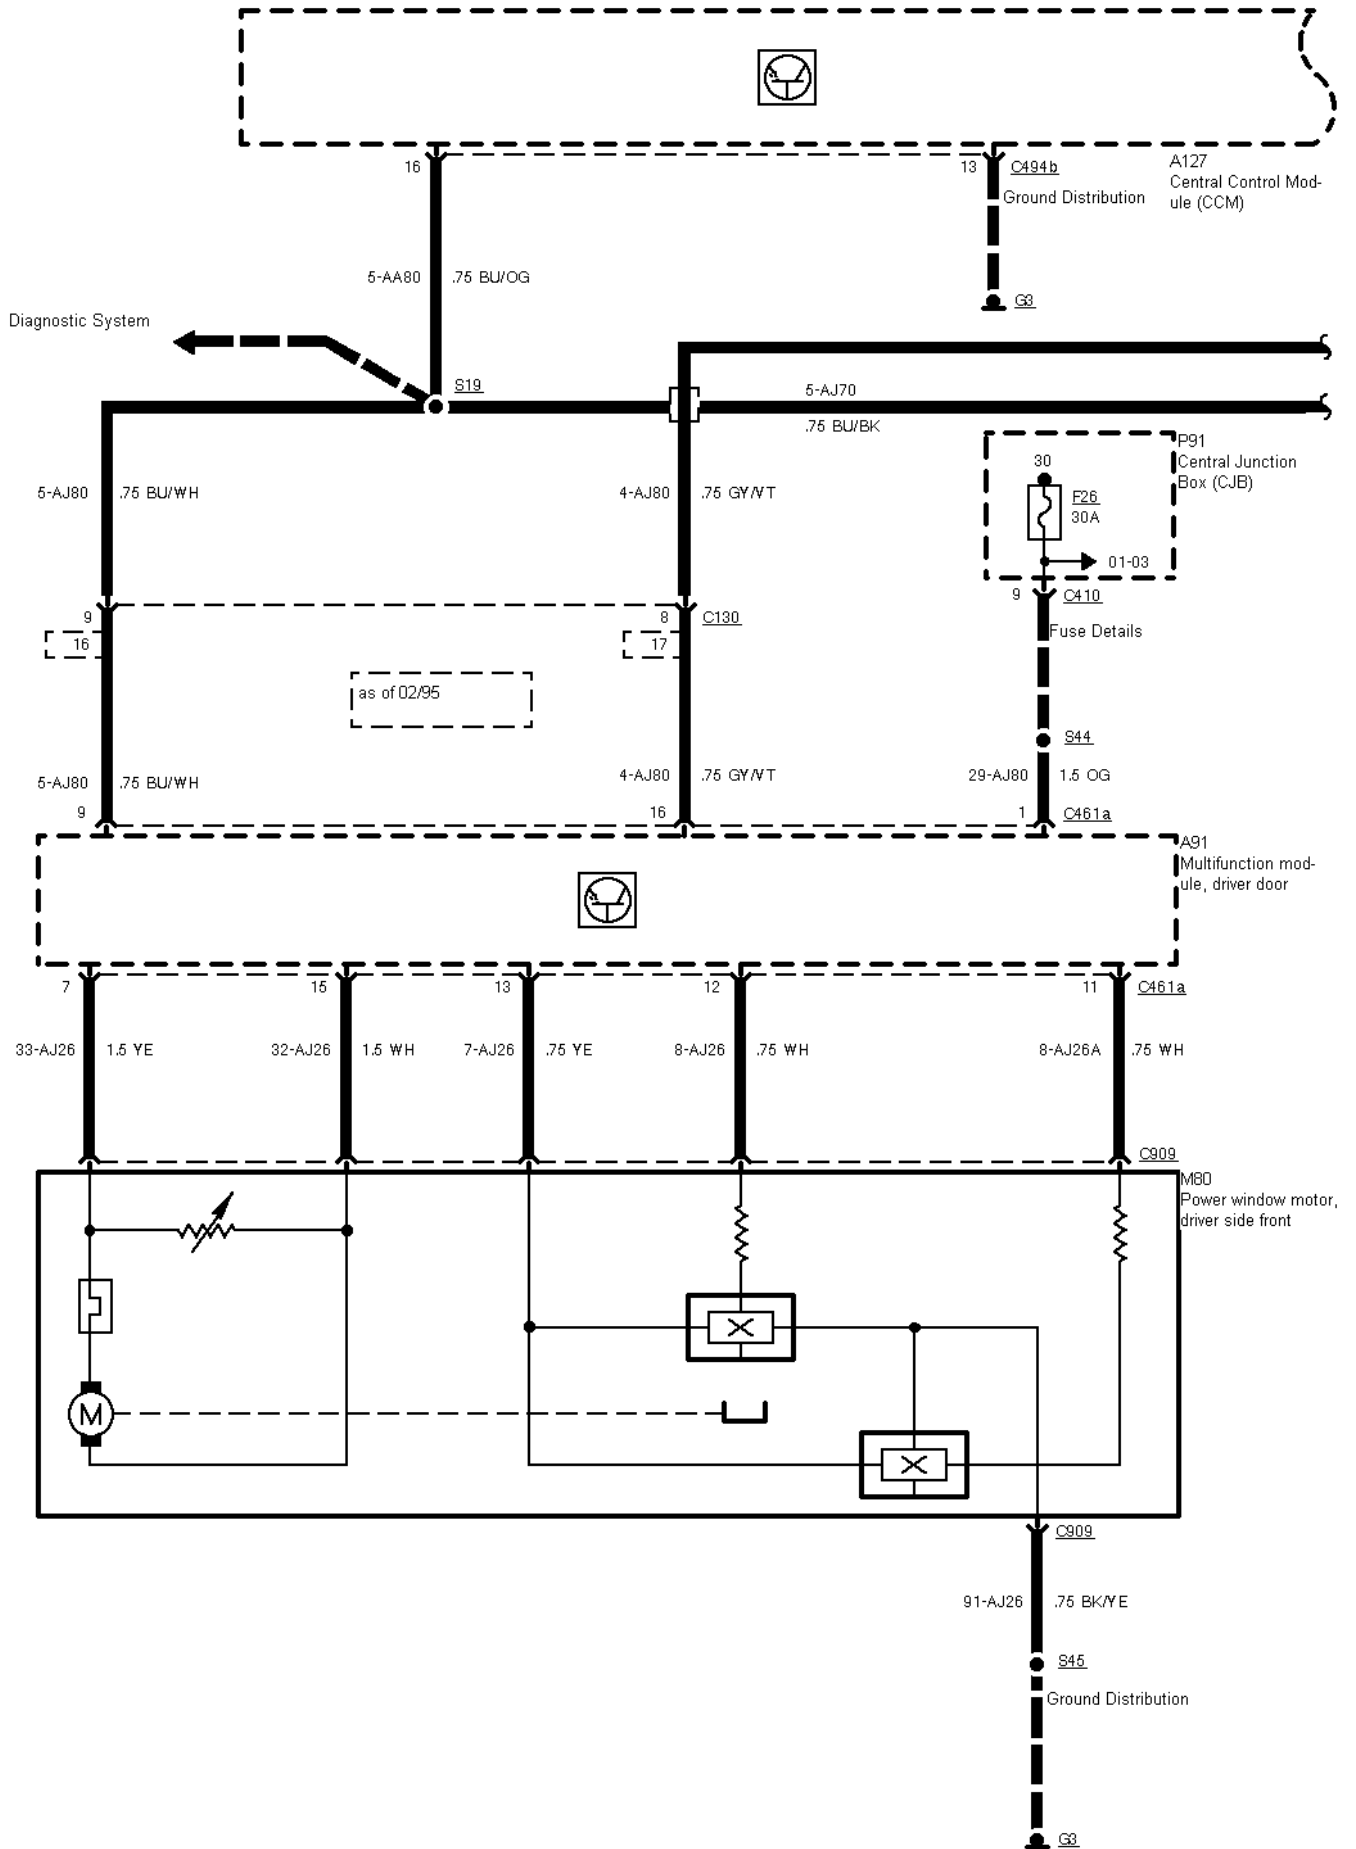 A127
Central Control Mod-
ule (CCM)
16
13
C494b
Ground Distribution
5-AA80
.75 BU/OG
G3
Diagnostic System
S19
5-AJ70
.75 BU/BK
P91
Central Junction
Box (CJB)
30
F26
30A
01-03
5-AJ80
.75 BU/WH
4-AJ80
.75 GY/VT
9
C410
Fuse Details
9
8
C130
16
17
as of 02/95
S44
5-AJ80
.75 BU/WH
4-AJ80
.75 GY/VT
29-AJ80
1.5 OG
9
16
1
C461a
A91
Multifunction mod-
ule, driver door
7
15
13
12
11
C461a
33-AJ26
1.5 YE
32-AJ26
1.5 WH
7-AJ26
.75 YE
8-AJ26
.75 WH
8-AJ26A
.75 WH
C909
M80
Power window motor,
driver side front
M
C909
91-AJ26
.75 BK/YE
S45
Ground Distribution
G3